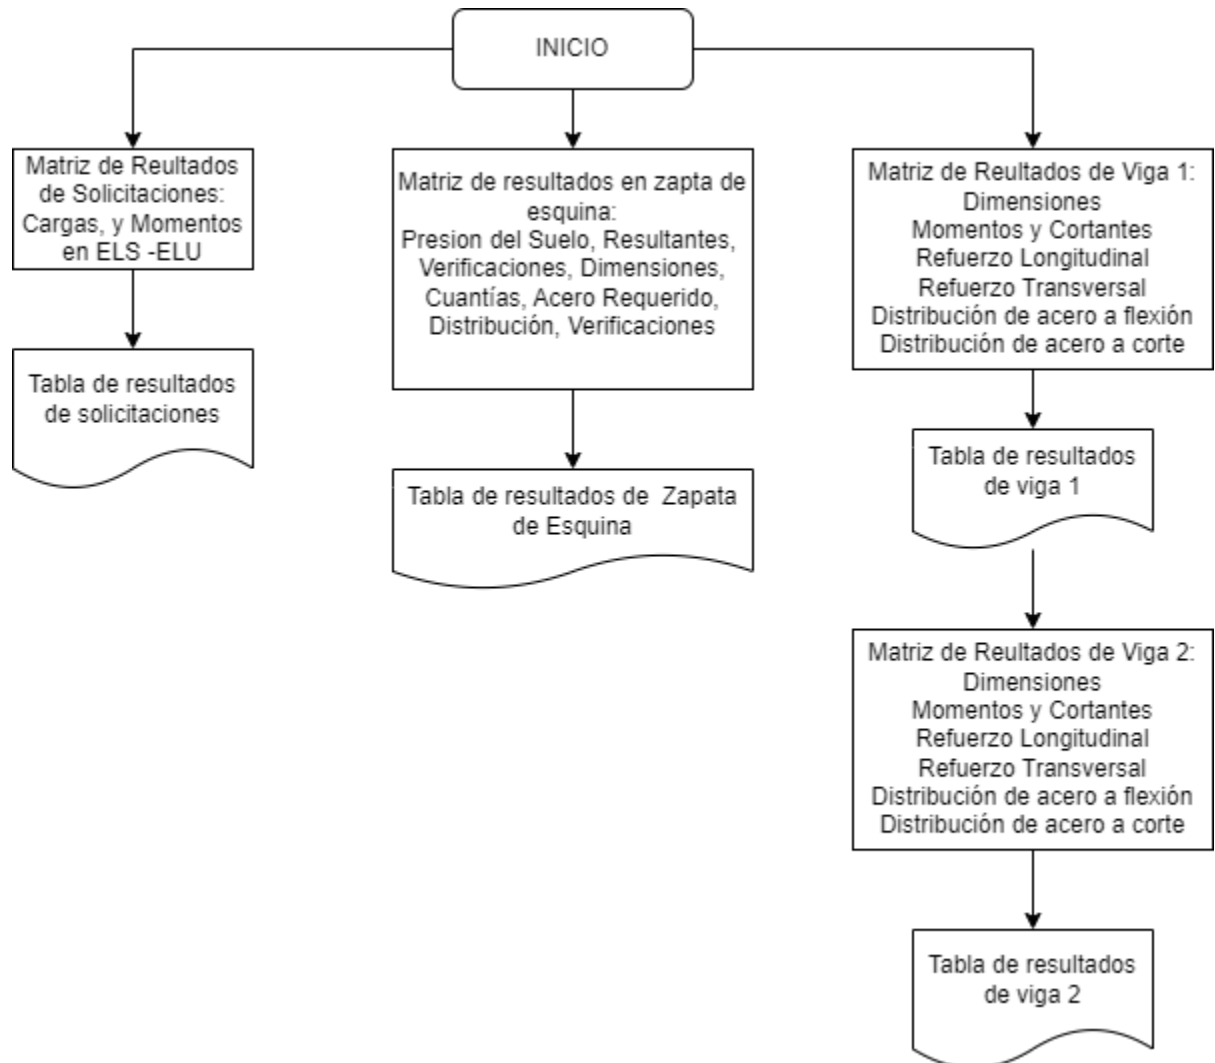 INICIO
Matriz de Reultados
de Solicitaciones:
Cargas, y Momentos
en ELS -ELU
Tabla de resultados
de solicitaciones
Matriz de resultados en zapta de
esquina:
Presion del Suelo, Resultantes,
Verificaciones, Dimensiones,
Cuantías, Acero Requerido,
Distribución, Verificaciones
Tabla de resultados de Zapata
de Esquina
Matriz de Reultados de Viga 1:
Dimensiones
Momentos y Cortantes
Refuerzo Longitudinal
Refuerzo Transversal
Distribución de acero a flexión
Distribución de acero a corte
Tabla de resultados
de viga 1
Matriz de Reultados de Viga 2:
Dimensiones
Momentos y Cortantes
Refuerzo Longitudinal
Refuerzo Transversal
Distribución de acero a flexión
Distribución de acero a corte
Tabla de resultados
de viga 2